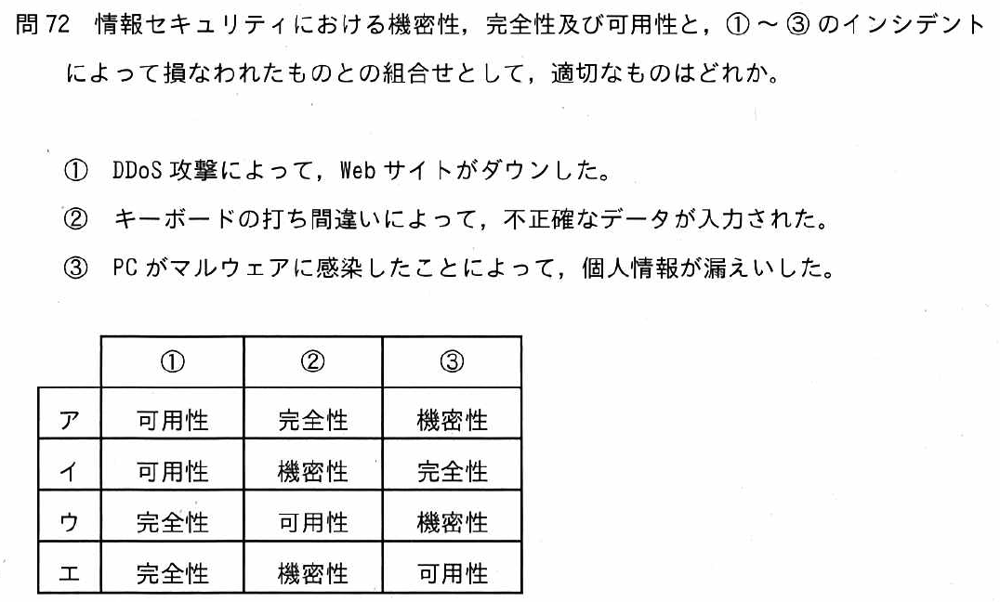 問72 情報セキュリティにおける機密性，完全性及び可用性と，①～③のインシデント
によって損なわれたものとの組合せとして，適切なものはどれか。
① DDoS攻撃によって，Webサイトがダウンした。
② キーボードの打ち間違いによって，不正確なデータが入力された。
③ PCがマルウェアに感染したことによって，個人情報が漏えいした。
① ② ③
ア 可用性 完全性 機密性
イ 可用性 機密性 完全性
ウ 完全性 可用性 機密性
エ 完全性 機密性 可用性